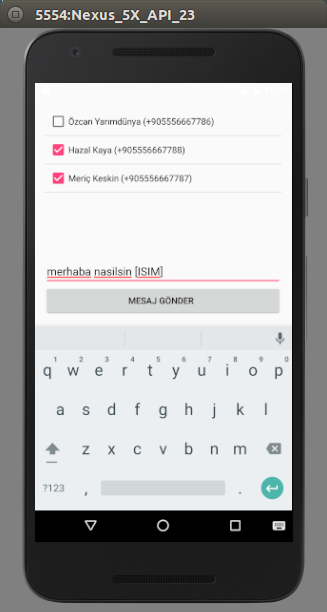 5554:Nexus_5X_API_23
Özcan Yarımdünya (+905556667786)
Hazal Kaya (+905556667788)
Meriç Keskin (+905556667787)
merhaba nasilsin [ISIM]
MESAJ GÖNDER
1 2 3 4 5 6 7 8 9 0
q w e r t y u i o p
a s d f g h j k l
z x c v b n m
?123 , .